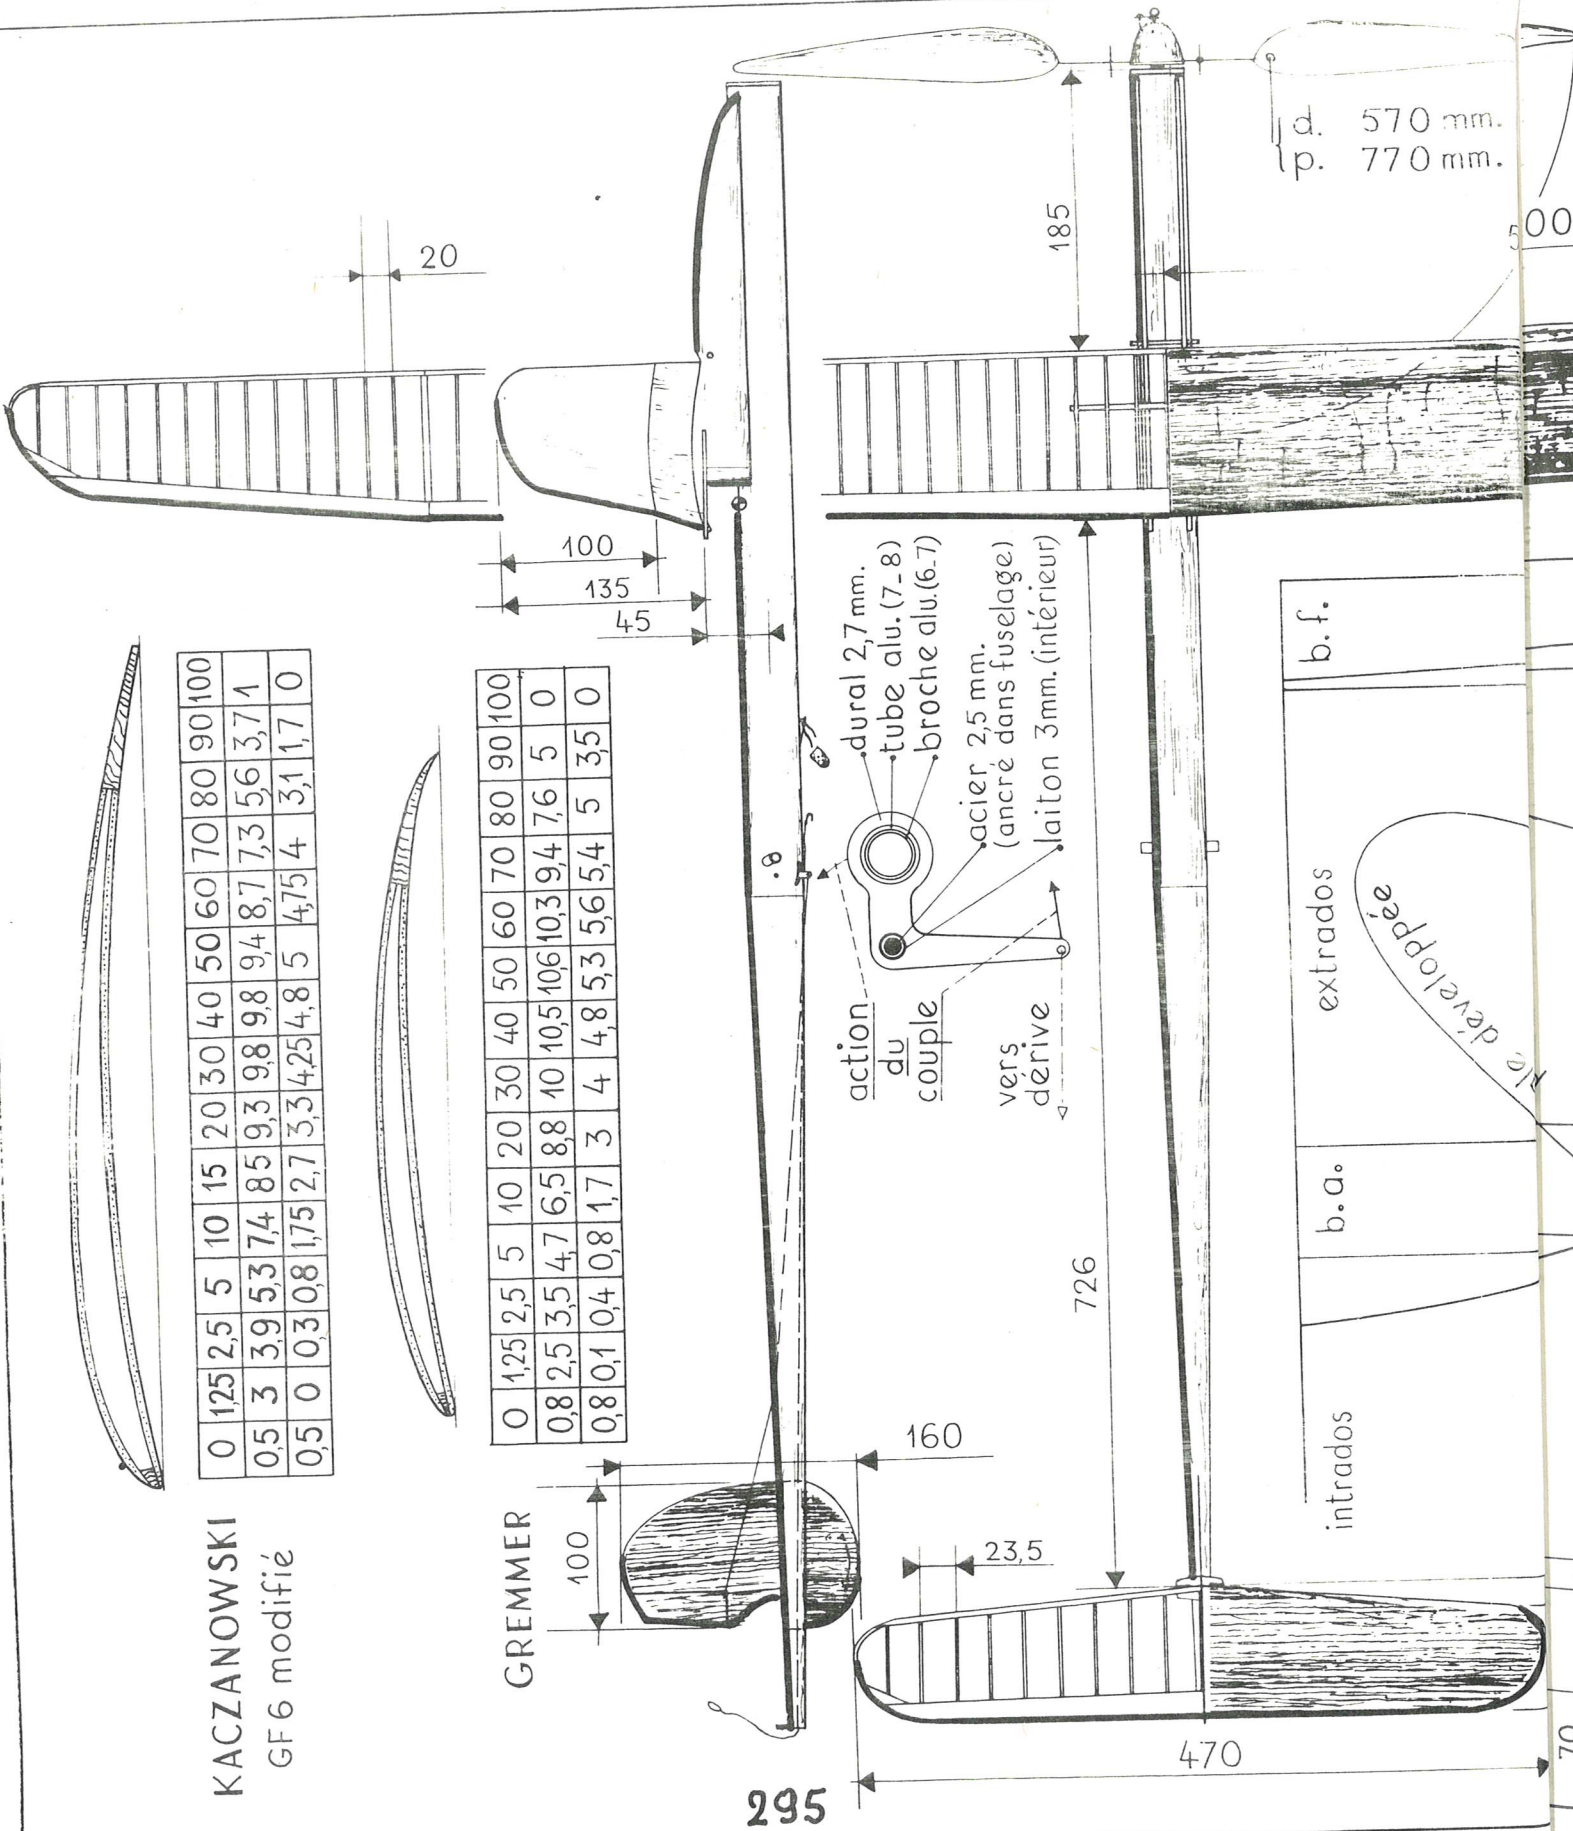 d. 570 mm.
p. 770 mm.
500
185
20
100
135
45
KACZANOWSKI
GF6 modifié
0 1,25 2,5 5 10 15 20 30 40 50 60 70 80 90 100
0,5 3 3,9 5,3 7,4 85 9,3 9,8 9,8 9,4 8,7 7,3 5,6 3,7 1
0,5 0 0,3 0,8 1,75 2,7 3,3 4,25 4,8 5 4,75 4 3,1 1,7 0
GREMMER
0 1,25 2,5 5 10 20 30 40 50 60 70 80 90 100
0,8 2,5 3,5 4,7 6,5 8,8 10 10,5 106 10,3 9,4 7,6 5 0
0,8 0,1 0,4 0,8 1,7 3 4 4,8 5,3 5,6 5,4 5 3,5 0
dural 2,7 mm.
tube alu. (7-8)
broche alu. (6-7)
acier 2,5 mm.
(ancré dans fuselage)
laiton 3mm. (intérieur)
action
du
couple
vers
dérive
726
b.f.
extrados
développée
b.a.
intrados
160
100
23,5
470
70
295